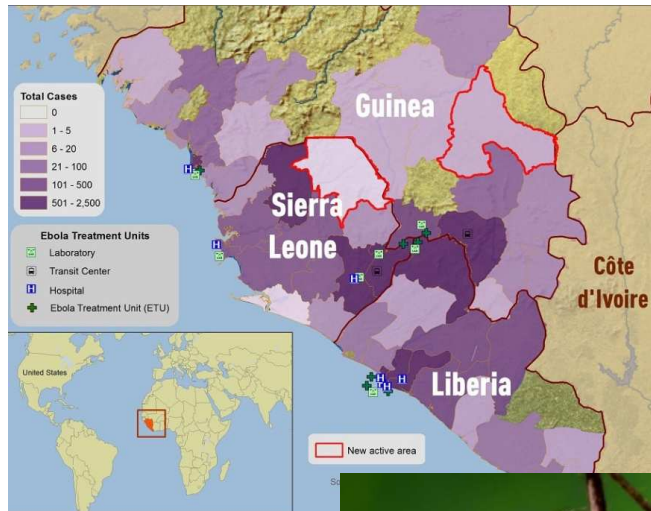 Guinea
Total Cases
0
1 - 5
6 - 20
21 - 100
101 - 500
501 - 2,500
Sierra
Leone
Ebola Treatment Units
Laboratory
Transit Center
Hospital
Ebola Treatment Unit (ETU)
H
H
H
H
H
H
Côte
d'Ivoire
United States
Liberia
New active area
So